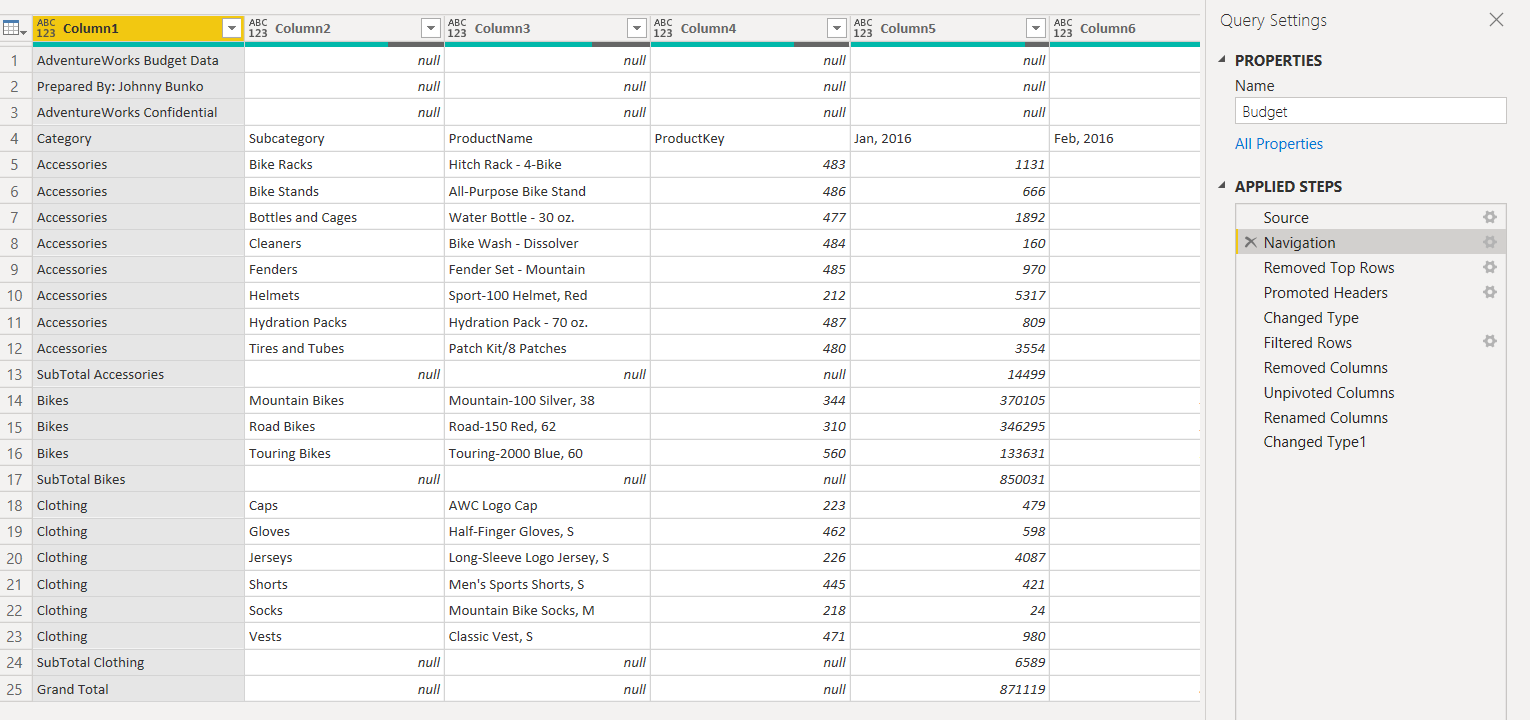 ABC 123 Column1 ABC 123 Column2 ABC 123 Column3 ABC 123 Column4 ABC 123 Column5 ABC 123 Column6
1 AdventureWorks Budget Data null null null null
2 Prepared By: Johnny Bunko null null null null
3 AdventureWorks Confidential null null null null
4 Category Subcategory ProductName ProductKey Jan, 2016 Feb, 2016
5 Accessories Bike Racks Hitch Rack - 4-Bike 483 1131
6 Accessories Bike Stands All-Purpose Bike Stand 486 666
7 Accessories Bottles and Cages Water Bottle - 30 oz. 477 1892
8 Accessories Cleaners Bike Wash - Dissolver 484 160
9 Accessories Fenders Fender Set - Mountain 485 970
10 Accessories Helmets Sport-100 Helmet, Red 212 5317
11 Accessories Hydration Packs Hydration Pack - 70 oz. 487 809
12 Accessories Tires and Tubes Patch Kit/8 Patches 480 3554
13 SubTotal Accessories null null null 14499
14 Bikes Mountain Bikes Mountain-100 Silver, 38 344 370105
15 Bikes Road Bikes Road-150 Red, 62 310 346295
16 Bikes Touring Bikes Touring-2000 Blue, 60 560 133631
17 SubTotal Bikes null null null 850031
18 Clothing Caps AWC Logo Cap 223 479
19 Clothing Gloves Half-Finger Gloves, S 462 598
20 Clothing Jerseys Long-Sleeve Logo Jersey, S 226 4087
21 Clothing Shorts Men's Sports Shorts, S 445 421
22 Clothing Socks Mountain Bike Socks, M 218 24
23 Clothing Vests Classic Vest, S 471 980
24 SubTotal Clothing null null null 6589
25 Grand Total null null null 871119
Query Settings
PROPERTIES
Name
Budget
All Properties
APPLIED STEPS
Source
Navigation
Removed Top Rows
Promoted Headers
Changed Type
Filtered Rows
Removed Columns
Unpivoted Columns
Renamed Columns
Changed Type1